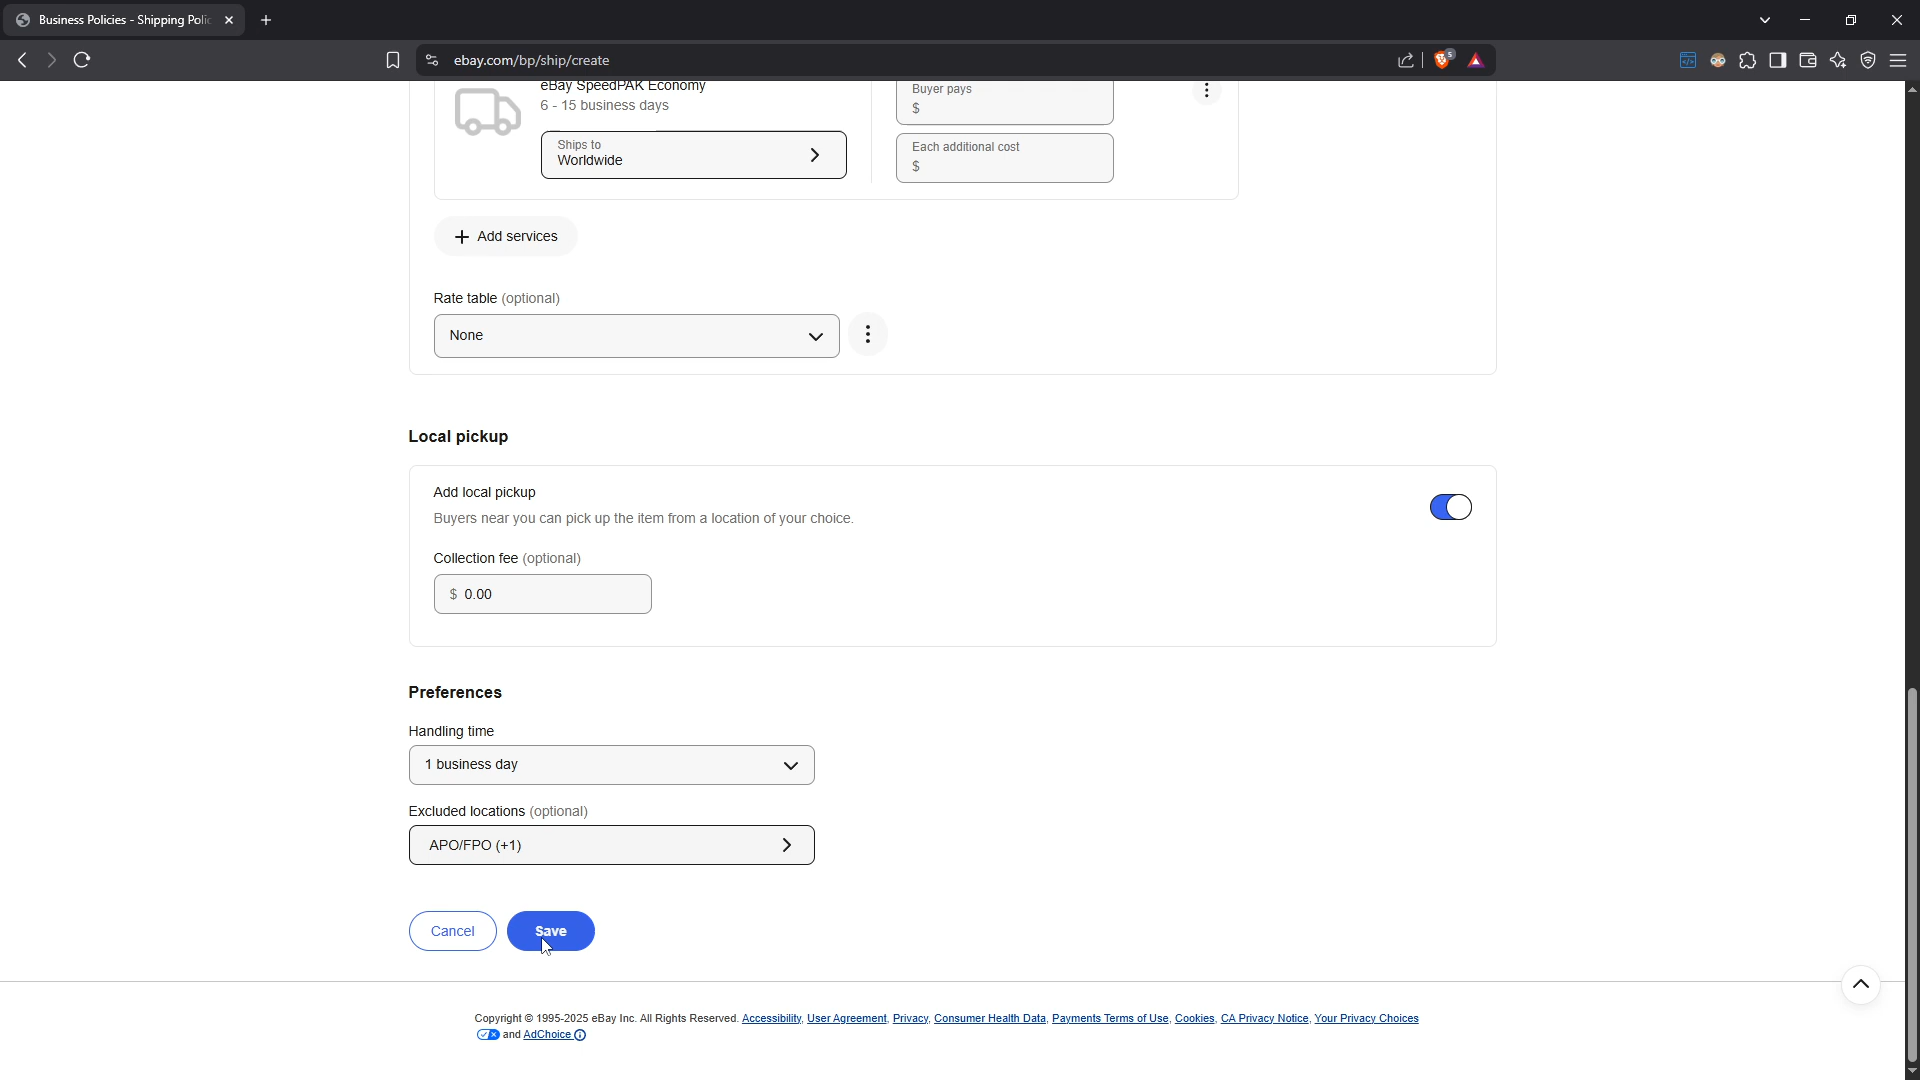 Business Policies - Shipping Polic
ebay.com/bp/ship/create
5
eBay SpeedPAK Economy
6 - 15 business days
Ships to
Worldwide
Buyer pays
$
Each additional cost
$
Add services
Rate table (optional)
None
Local pickup
Add local pickup
Buyers near you can pick up the item from a location of your choice.
Collection fee (optional)
$ 0.00
Preferences
Handling time
1 business day
Excluded locations (optional)
APO/FPO (+1)
Cancel
Save
Copyright © 1995-2025 eBay Inc. All Rights Reserved. Accessibility, User Agreement, Privacy, Consumer Health Data, Payments Terms of Use, Cookies, CA Privacy Notice, Your Privacy Choices
and AdChoice